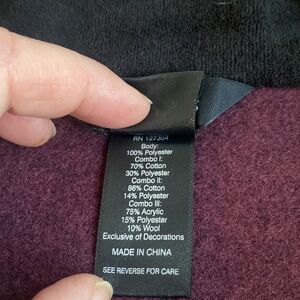 RN 127304
Body:
100% Polyester
Combo I:
70% Cotton
30% Polyester
Combo II:
86% Cotton
14% Polyester
Combo III:
75% Acrylic
15% Polyester
10% Wool
Exclusive of Decorations
MADE IN CHINA
SEE REVERSE FOR CARE